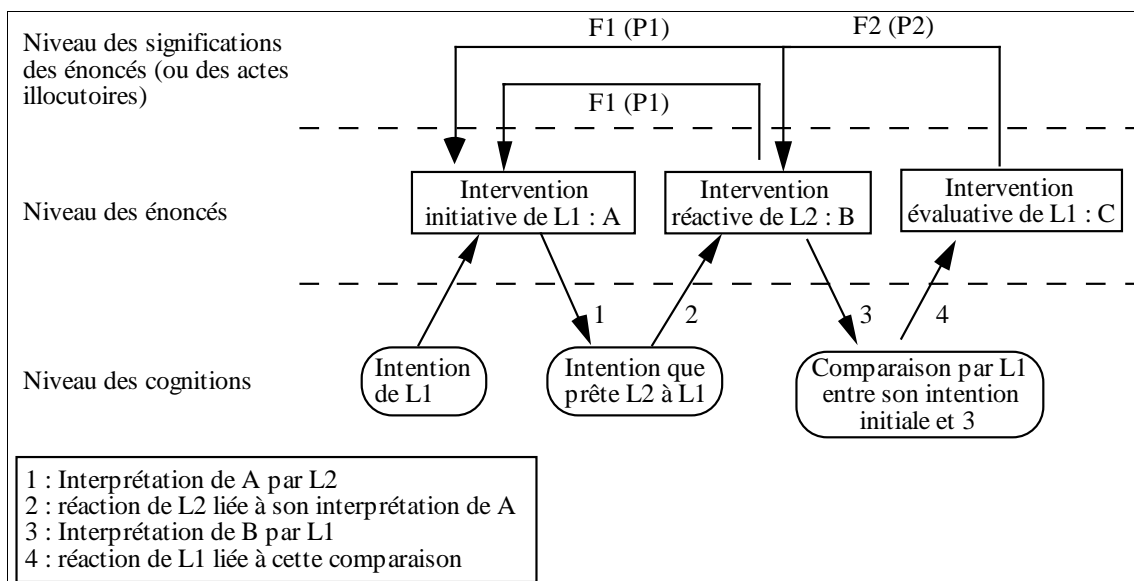 Niveau des significations
des énoncés (ou des actes
illocutoires)
F1 (P1)
F2 (P2)
F1 (P1)
Niveau des énoncés
Intervention
initiative de L1 : A
Intervention
réactive de L2 : B
Intervention
évaluative de L1 : C
1
2
3
4
Niveau des cognitions
Intention
de L1
Intention que
prête L2 à L1
Comparaison par L1
entre son intention
initiale et 3
1 : Interprétation de A par L2
2 : réaction de L2 liée à son interprétation de A
3 : Interprétation de B par L1
4 : réaction de L1 liée à cette comparaison